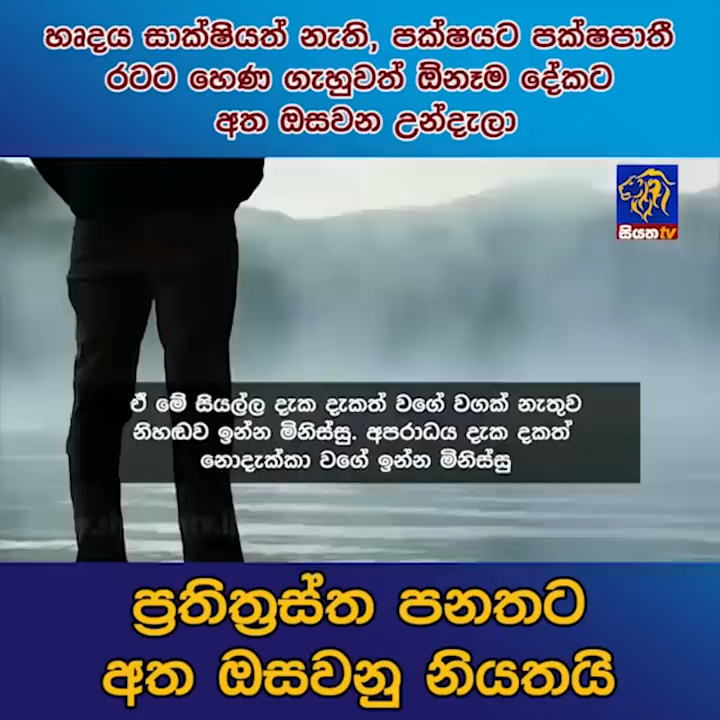 හෘදය සාක්ෂියත් නැති, පක්ෂයට පක්ෂපාතී
රටට හෙණ ගැහුවත් ඕනෑම දේකට
අත ඔසවන උන්දැලා
සියත tv
ඒ මේ සියල්ල දැක දැකත් වගේ වගක් නැතුව
නිහඬව ඉන්න මිනිස්සු. අපරාධය දැක දකත්
නොදැක්කා වගේ ඉන්න මිනිස්සු
ප්‍රතිත්‍රස්ත පනතට
අත ඔසවනු නියතයි